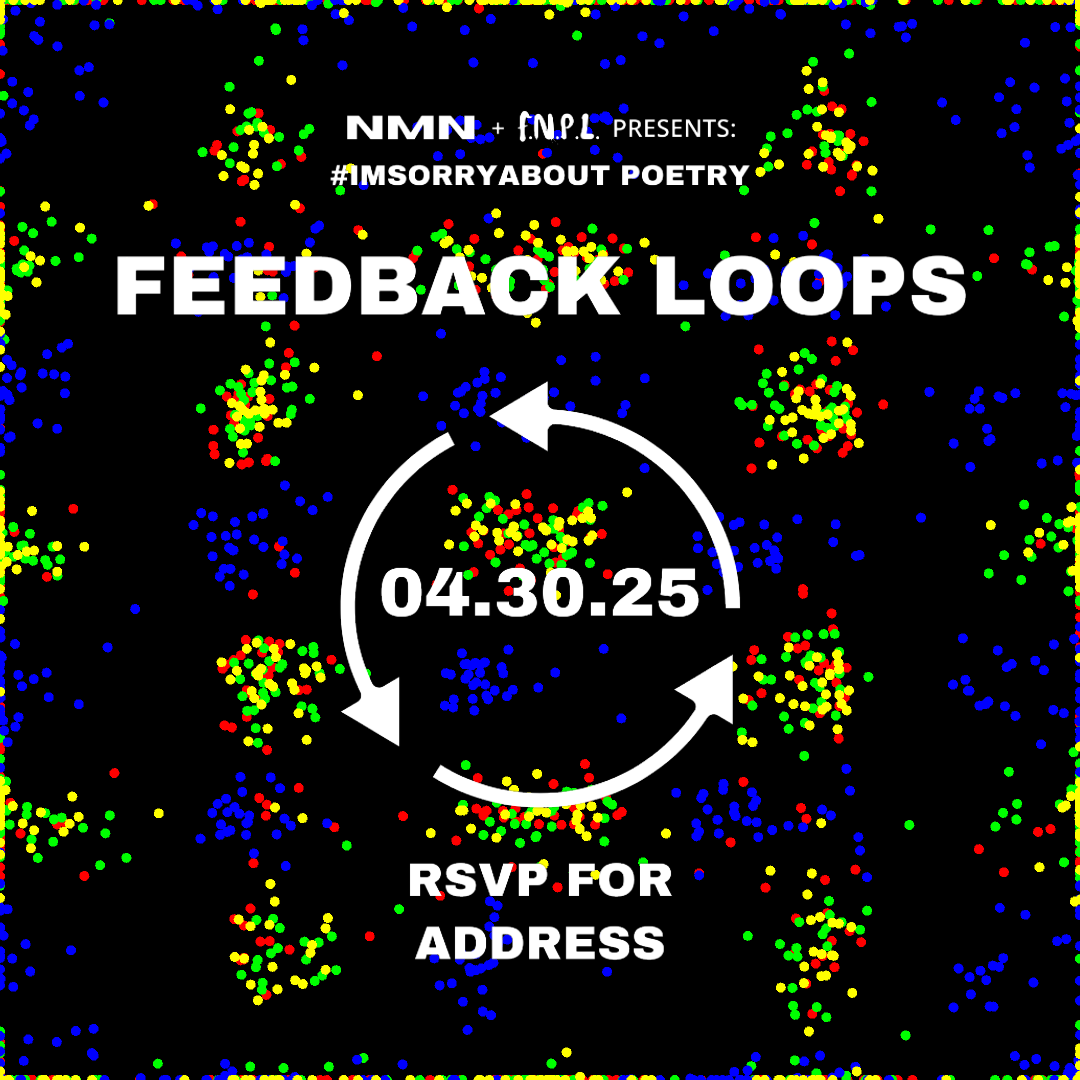 NMN + F.N.P.L. PRESENTS:
#IMSORRYABOUT POETRY
FEEDBACK LOOPS
04.30.25
RSVP FOR
ADDRESS